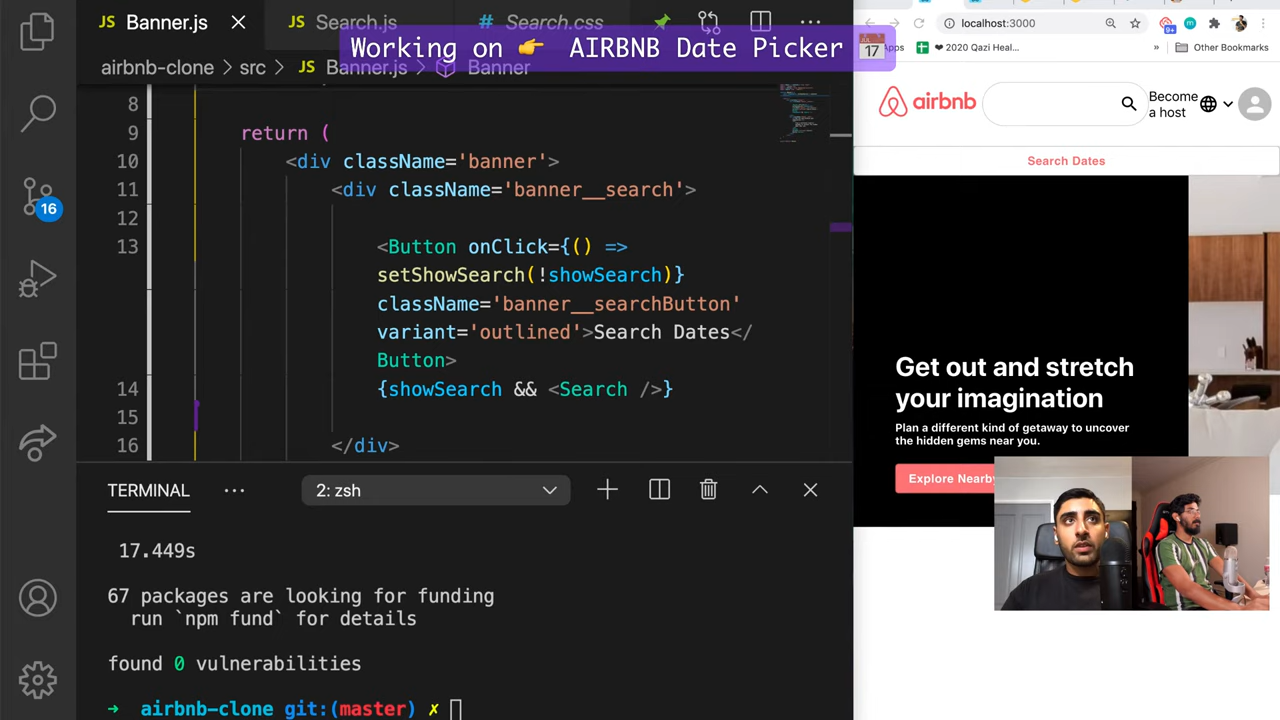 Banner.js
JS Search.js
# Search.css
Working on 👉 AIRBNB Date Picker 📅 17
airbnb-clone > src > JS Banner.js > Banner
16
8
9 return (
10 <div className='banner'>
11 <div className='banner__search'>
12
13 <Button onClick={() =>
setShowSearch(!showSearch)}
className='banner__searchButton'
variant='outlined'>Search Dates</
Button>
14 {showSearch && <Search />}
15
16 </div>
TERMINAL ... 2: zsh
17.449s
67 packages are looking for funding
run `npm fund` for details
found 0 vulnerabilities
➜ airbnb-clone git:(master) ✗
localhost:3000
9+
m
Apps
❤ 2020 Qazi Heal...
» Other Bookmarks
airbnb
Become
a host
Search Dates
Get out and stretch
your imagination
Plan a different kind of getaway to uncover
the hidden gems near you.
Explore Nearby